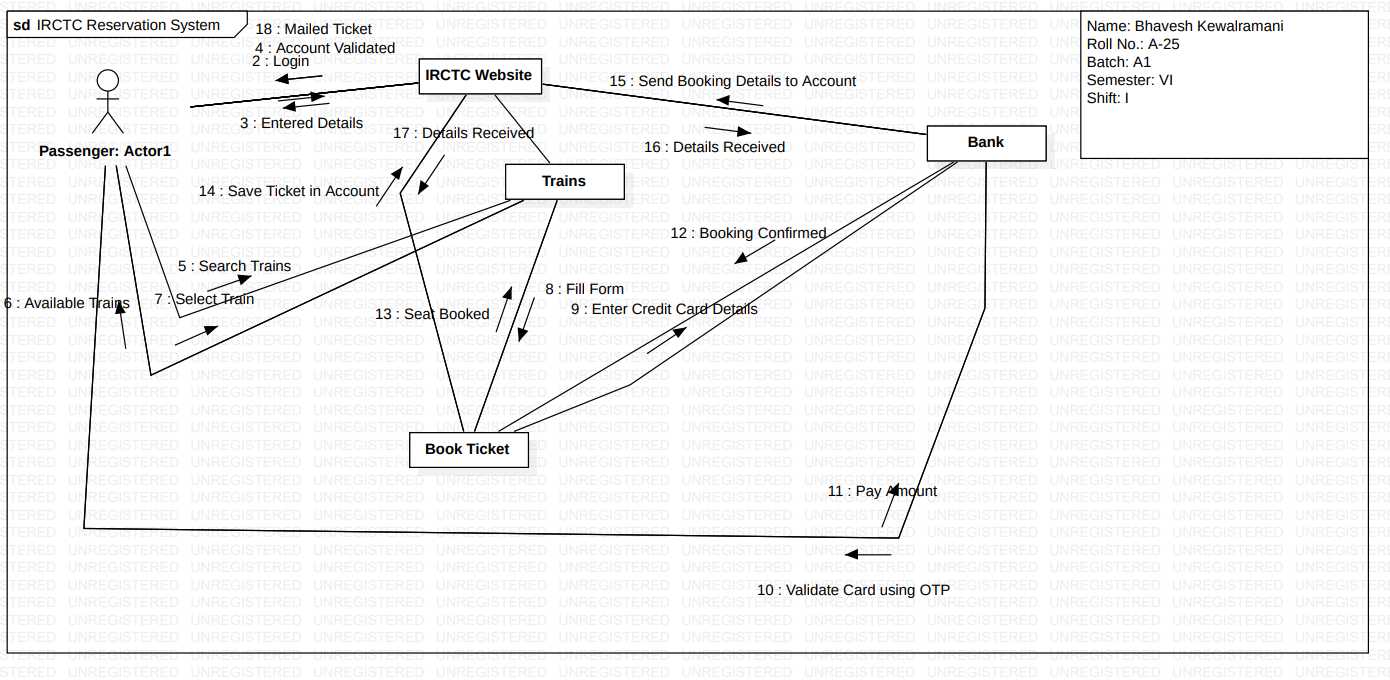 sd IRCTC Reservation System
18 : Mailed Ticket
4 : Account Validated
2 : Login
3 : Entered Details
Passenger: Actor1
IRCTC Website
15 : Send Booking Details to Account
16 : Details Received
Bank
Name: Bhavesh Kewalramani
Roll No.: A-25
Batch: A1
Semester: VI
Shift: I
17 : Details Received
Trains
14 : Save Ticket in Account
12 : Booking Confirmed
5 : Search Trains
6 : Available Trains
7 : Select Train
8 : Fill Form
9 : Enter Credit Card Details
13 : Seat Booked
Book Ticket
11 : Pay Amount
10 : Validate Card using OTP
UNREGISTERED